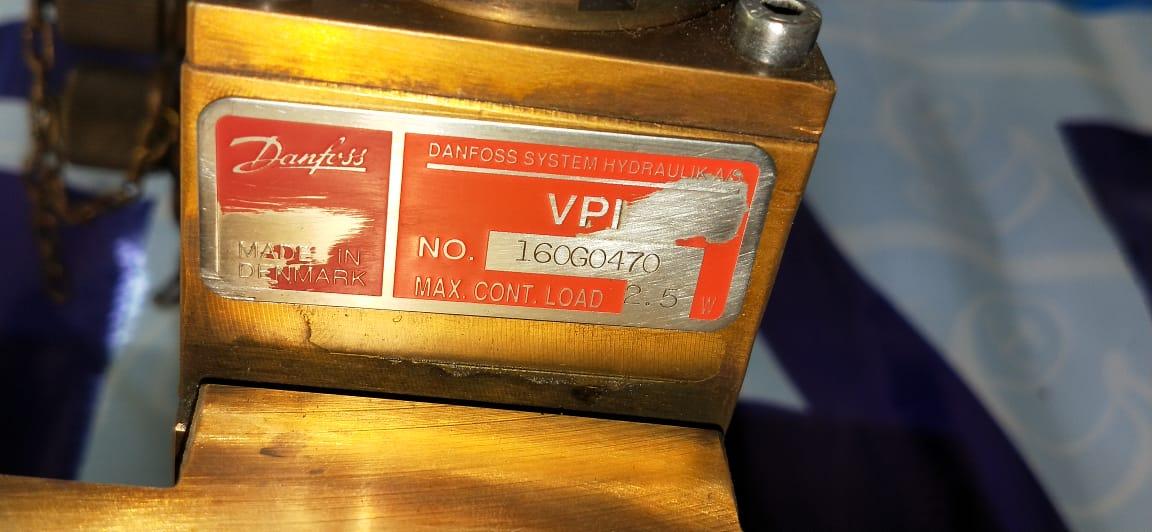 Danfoss
MADE IN
DENMARK
DANFOSS SYSTEM HYDRAULIK A/S
VPI
NO. 160G0470
MAX. CONT. LOAD 2.5 W